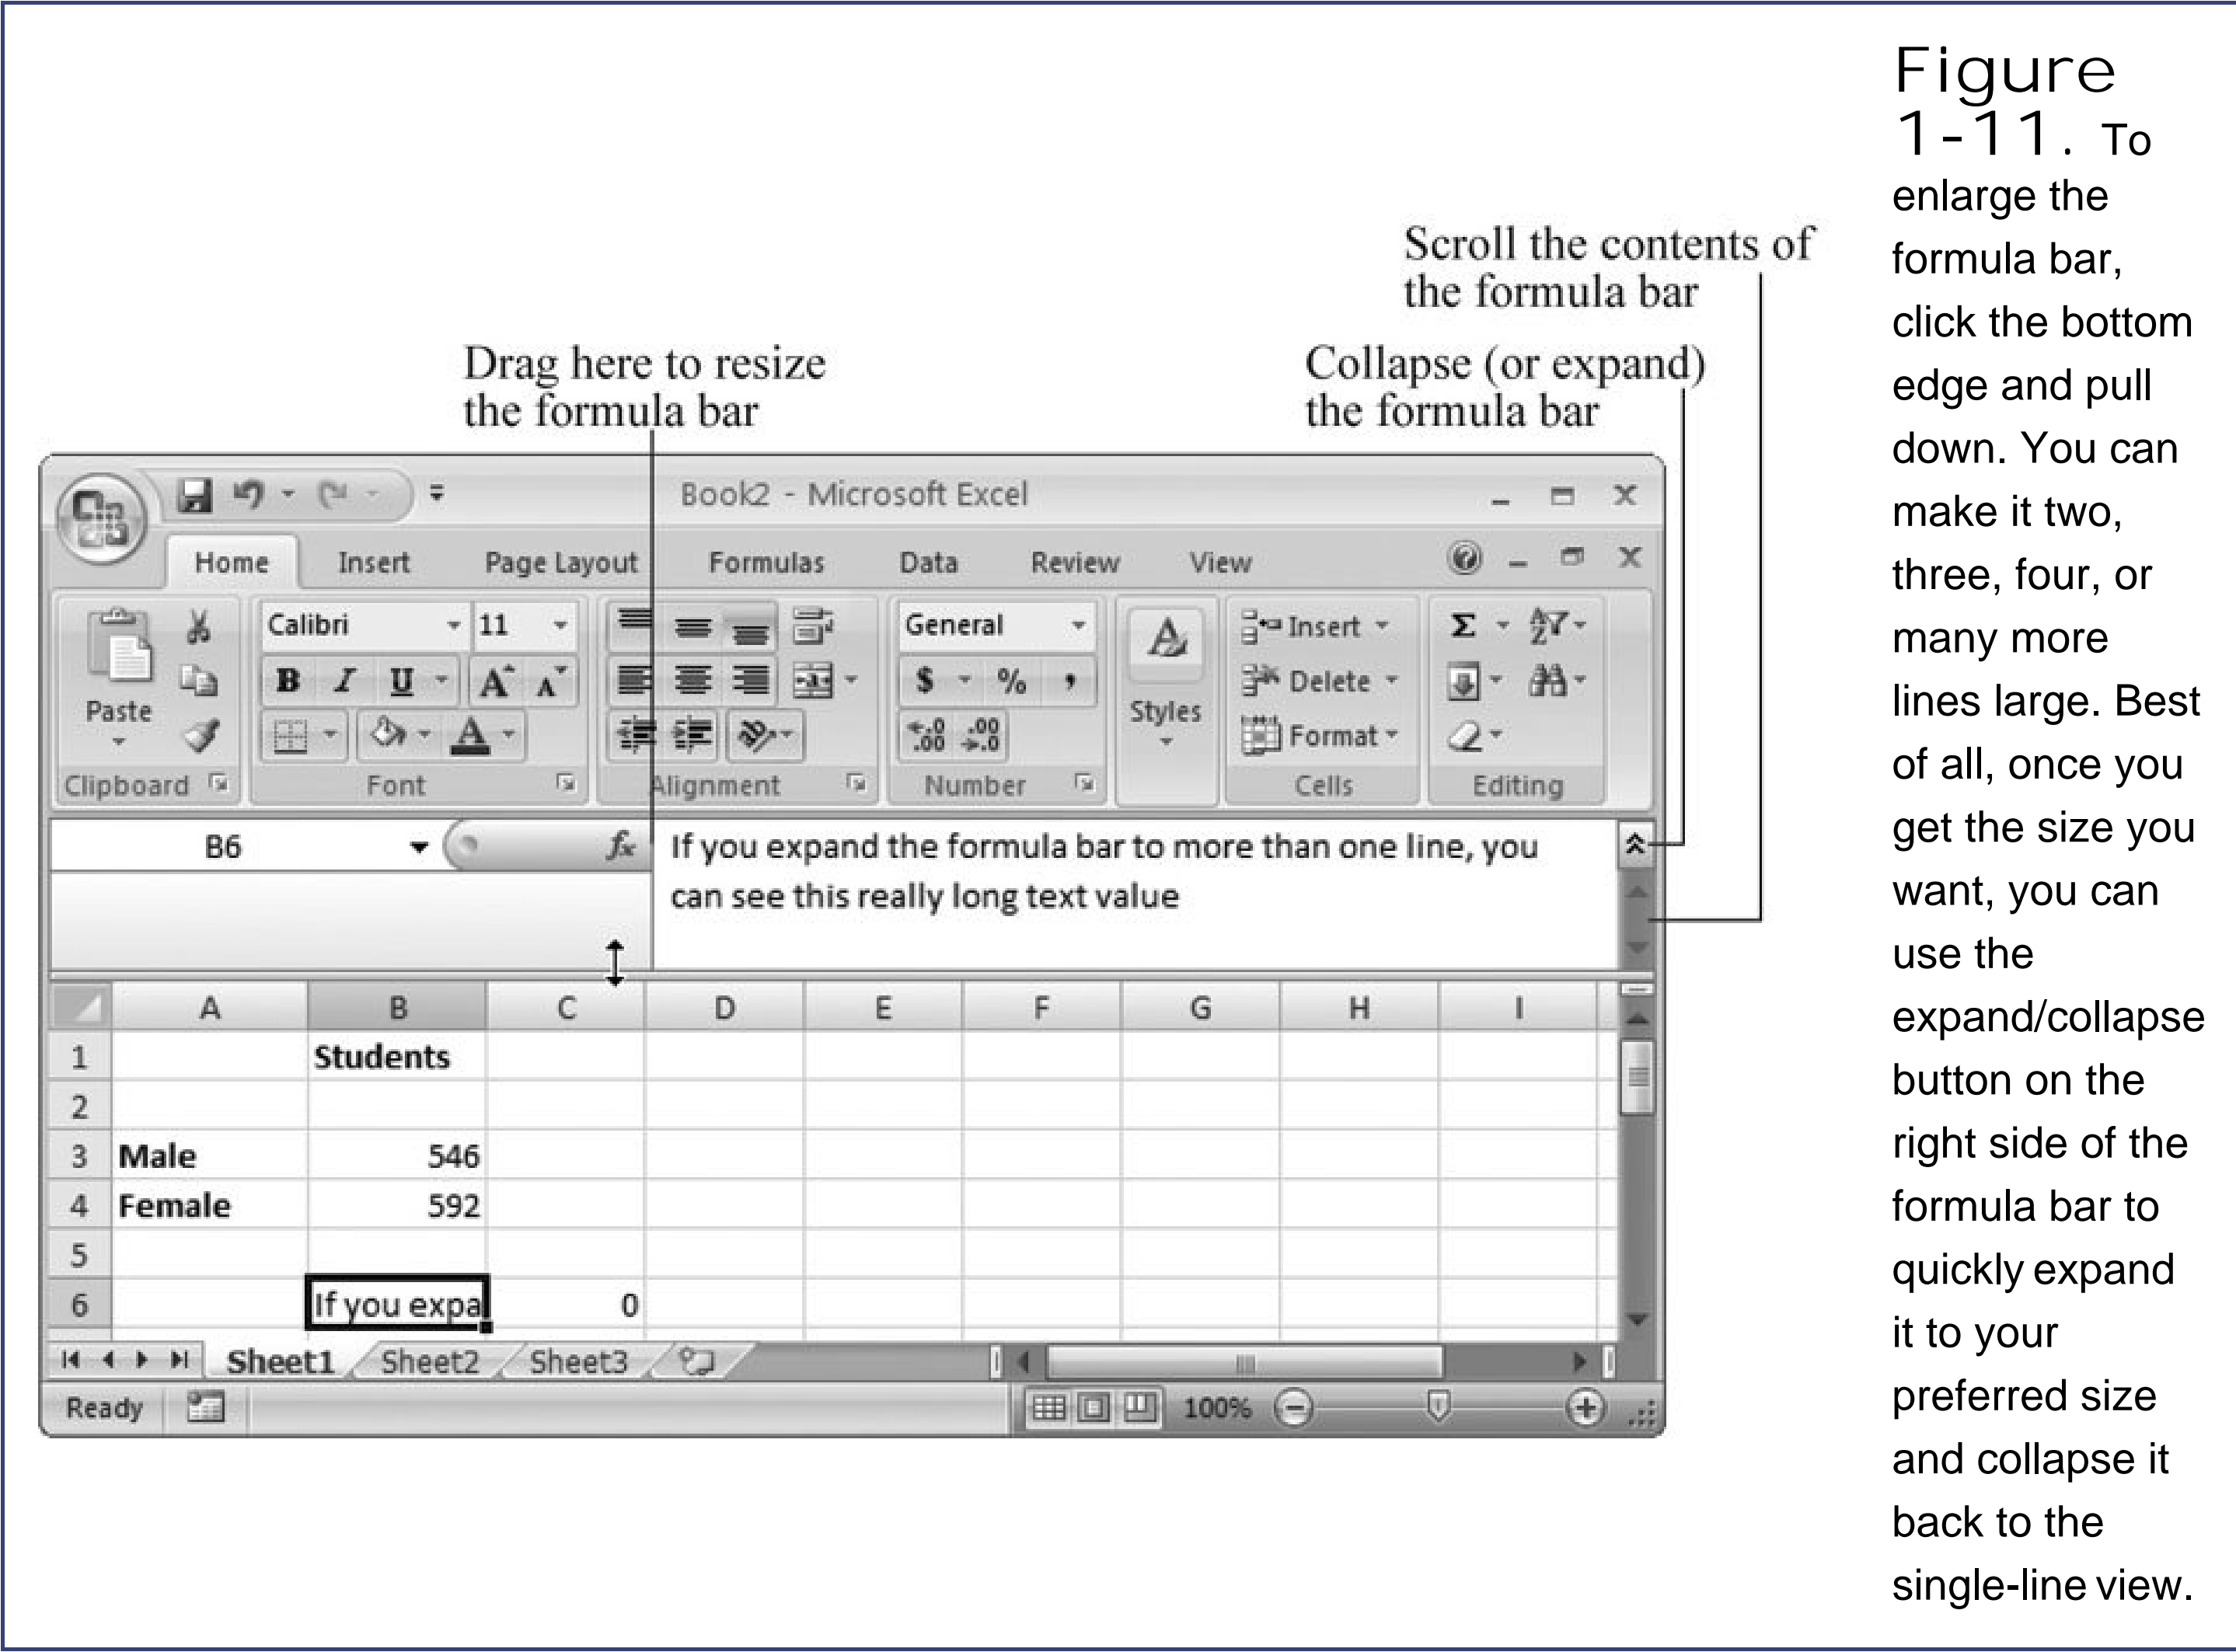 Figure
1-11. To
enlarge the
formula bar,
click the bottom
edge and pull
down. You can
make it two,
three, four, or
many more
lines large. Best
of all, once you
get the size you
want, you can
use the
expand/collapse
button on the
right side of the
formula bar to
quickly expand
it to your
preferred size
and collapse it
back to the
single-line view.
Scroll the contents of
the formula bar
Drag here to resize
the formula bar
Collapse (or expand)
the formula bar
Book2 - Microsoft Excel
Home Insert Page Layout Formulas Data Review View
Calibri 11 General Insert
B I U A A $ % , Delete
Paste Styles
A .0 .00 .00 .0 Format
Clipboard Font Alignment Number Cells Editing
B6 fx If you expand the formula bar to more than one line, you
can see this really long text value
A B C D E F G H I
1 Students
2
3 Male 546
4 Female 592
5
6 If you expa 0
Sheet1 Sheet2 Sheet3
Ready 100%